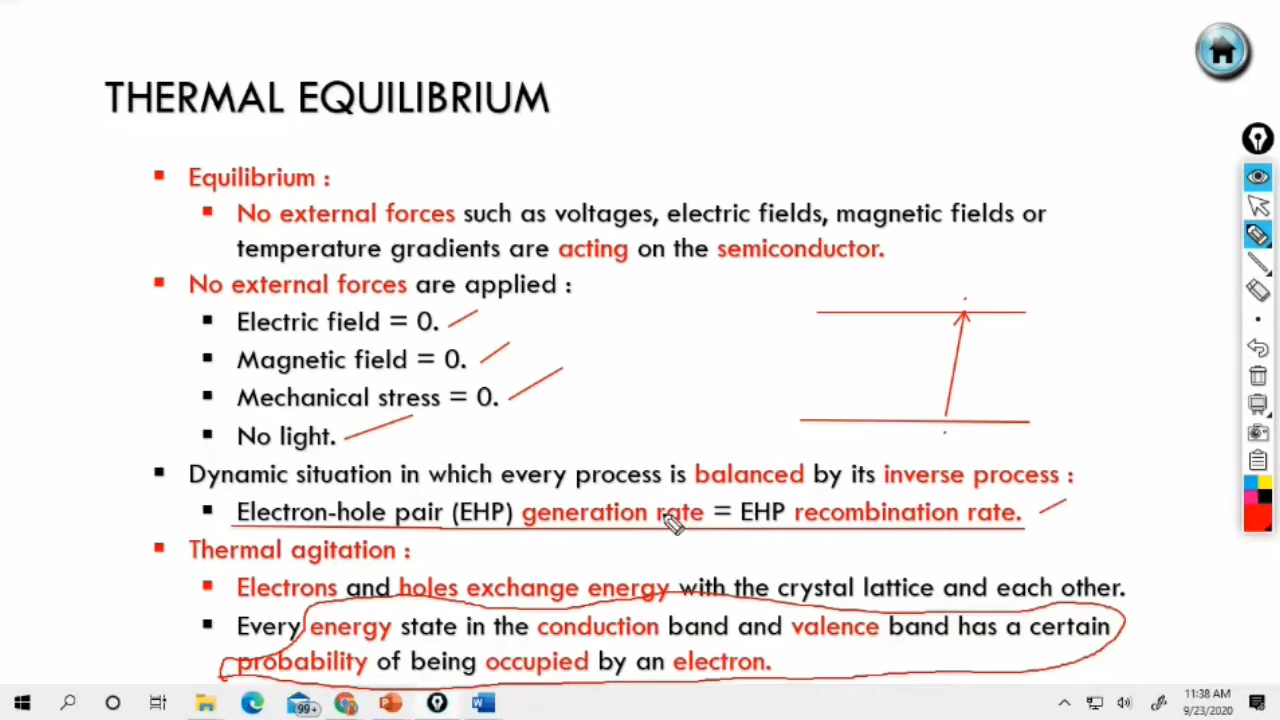 THERMAL EQUILIBRIUM
Equilibrium :
No external forces such as voltages, electric fields, magnetic fields or
temperature gradients are acting on the semiconductor.
No external forces are applied :
Electric field = 0.
Magnetic field = 0.
Mechanical stress = 0.
No light.
Dynamic situation in which every process is balanced by its inverse process :
Electron-hole pair (EHP) generation rate = EHP recombination rate.
Thermal agitation :
Electrons and holes exchange energy with the crystal lattice and each other.
Every energy state in the conduction band and valence band has a certain
probability of being occupied by an electron.
99+
11:38 AM
9/23/2020